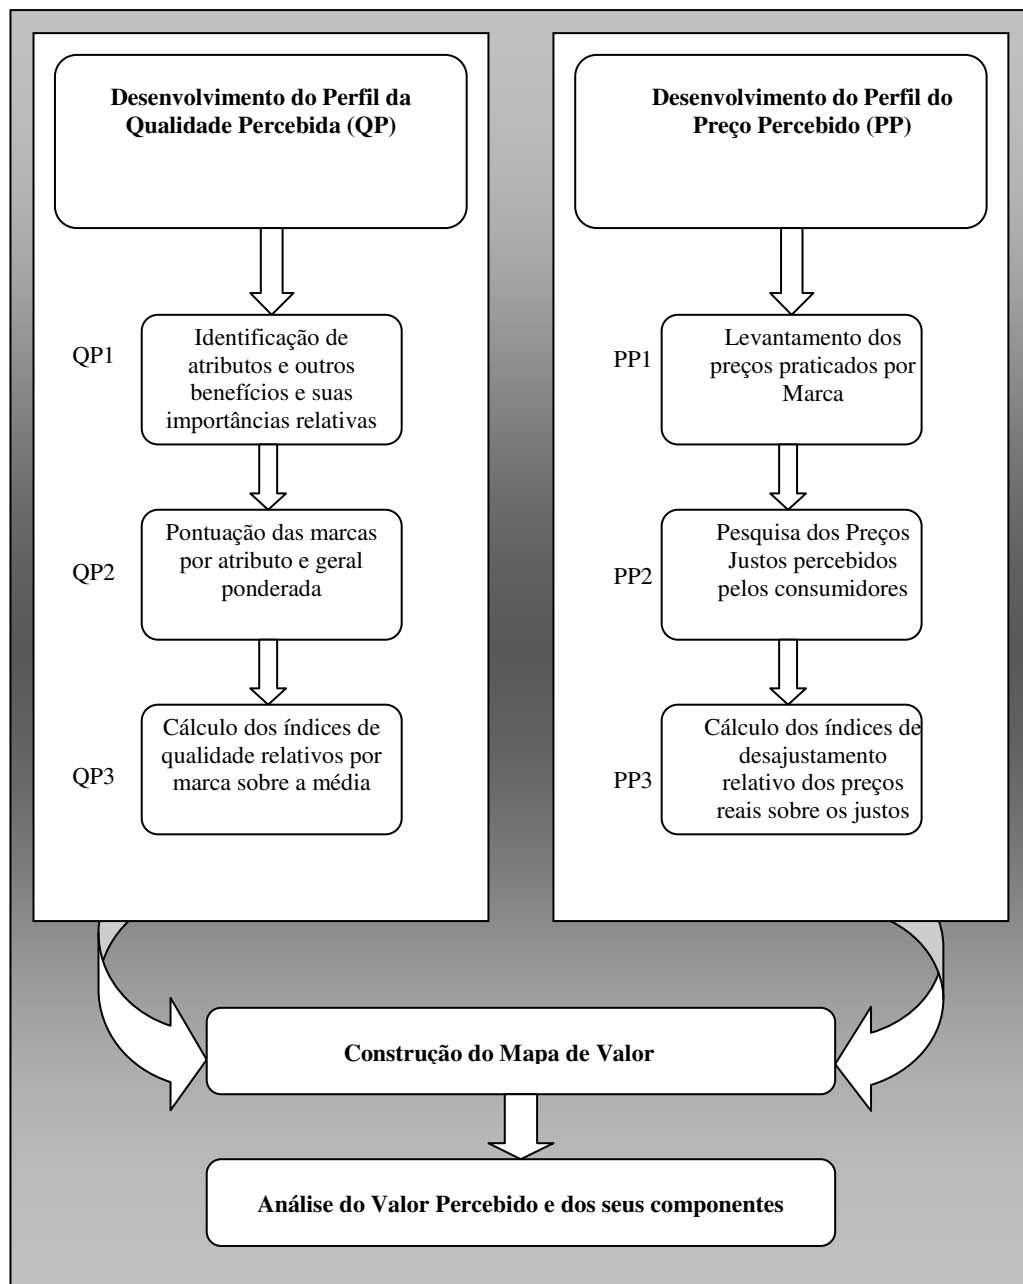 Desenvolvimento do Perfil da
Qualidade Percebida (QP)
QP1
Identificação de
atributos e outros
benefícios e suas
importâncias relativas
QP2
Pontuação das marcas
por atributo e geral
ponderada
QP3
Cálculo dos índices de
qualidade relativos por
marca sobre a média
Desenvolvimento do Perfil do
Preço Percebido (PP)
PP1
Levantamento dos
preços praticados por
Marca
PP2
Pesquisa dos Preços
Justos percebidos
pelos consumidores
PP3
Cálculo dos índices de
desajustamento
relativo dos preços
reais sobre os justos
Construção do Mapa de Valor
Análise do Valor Percebido e dos seus componentes